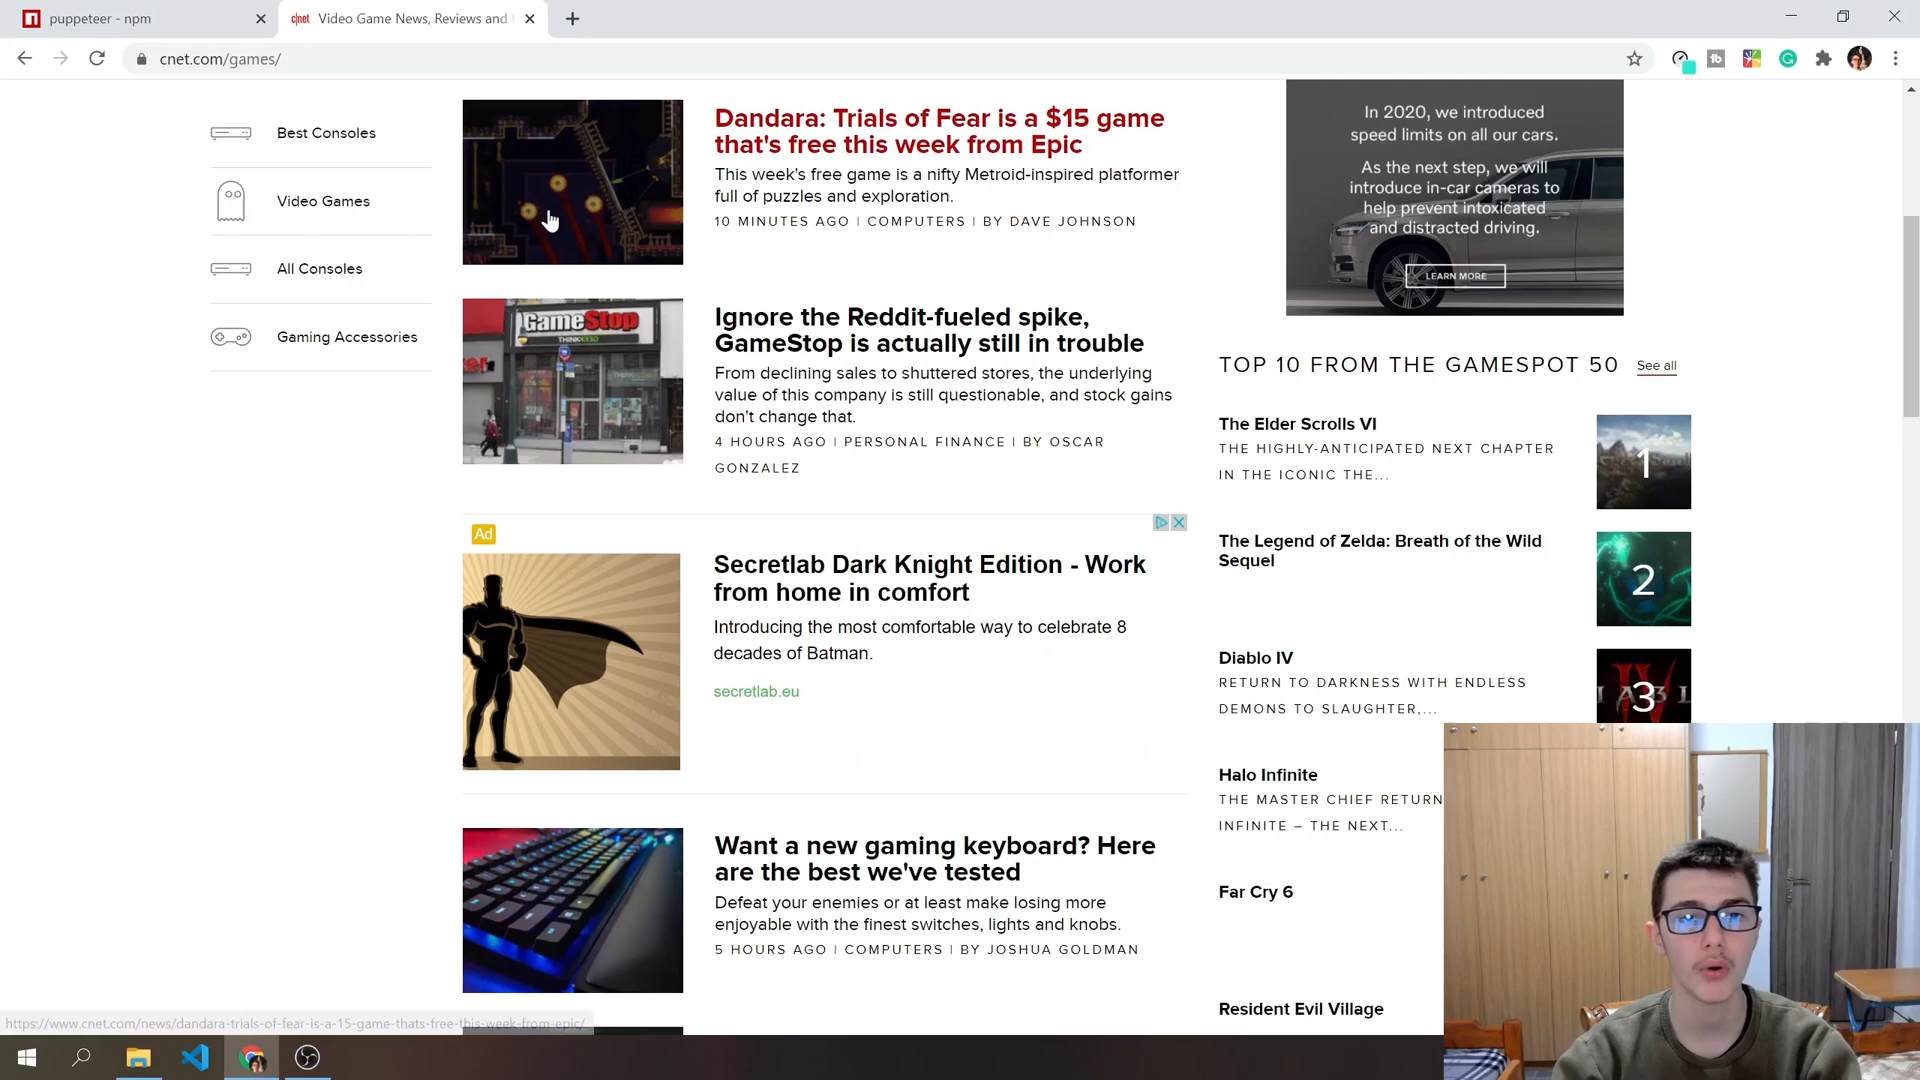 puppeteer - npm
c|net Video Game News, Reviews and
cnet.com/games/
Best Consoles
Video Games
All Consoles
Gaming Accessories
Dandara: Trials of Fear is a $15 game
that's free this week from Epic
This week's free game is a nifty Metroid-inspired platformer
full of puzzles and exploration.
10 MINUTES AGO | COMPUTERS | BY DAVE JOHNSON
GameStop
Ignore the Reddit-fueled spike,
GameStop is actually still in trouble
From declining sales to shuttered stores, the underlying
value of this company is still questionable, and stock gains
don't change that.
4 HOURS AGO | PERSONAL FINANCE | BY OSCAR
GONZALEZ
Ad
Secretlab Dark Knight Edition - Work
from home in comfort
Introducing the most comfortable way to celebrate 8
decades of Batman.
secretlab.eu
Want a new gaming keyboard? Here
are the best we've tested
Defeat your enemies or at least make losing more
enjoyable with the finest switches, lights and knobs.
5 HOURS AGO | COMPUTERS | BY JOSHUA GOLDMAN
In 2020, we introduced
speed limits on all our cars.
As the next step, we will
introduce in-car cameras to
help prevent intoxicated
and distracted driving.
LEARN MORE
TOP 10 FROM THE GAMESPOT 50 See all
The Elder Scrolls VI
THE HIGHLY-ANTICIPATED NEXT CHAPTER
IN THE ICONIC THE...
1
The Legend of Zelda: Breath of the Wild
Sequel
2
Diablo IV
RETURN TO DARKNESS WITH ENDLESS
DEMONS TO SLAUGHTER,...
3
Halo Infinite
THE MASTER CHIEF RETURN
INFINITE – THE NEXT...
Far Cry 6
Resident Evil Village
https://www.cnet.com/news/dandara-trials-of-fear-is-a-15-game-thats-free-this-week-from-epic/